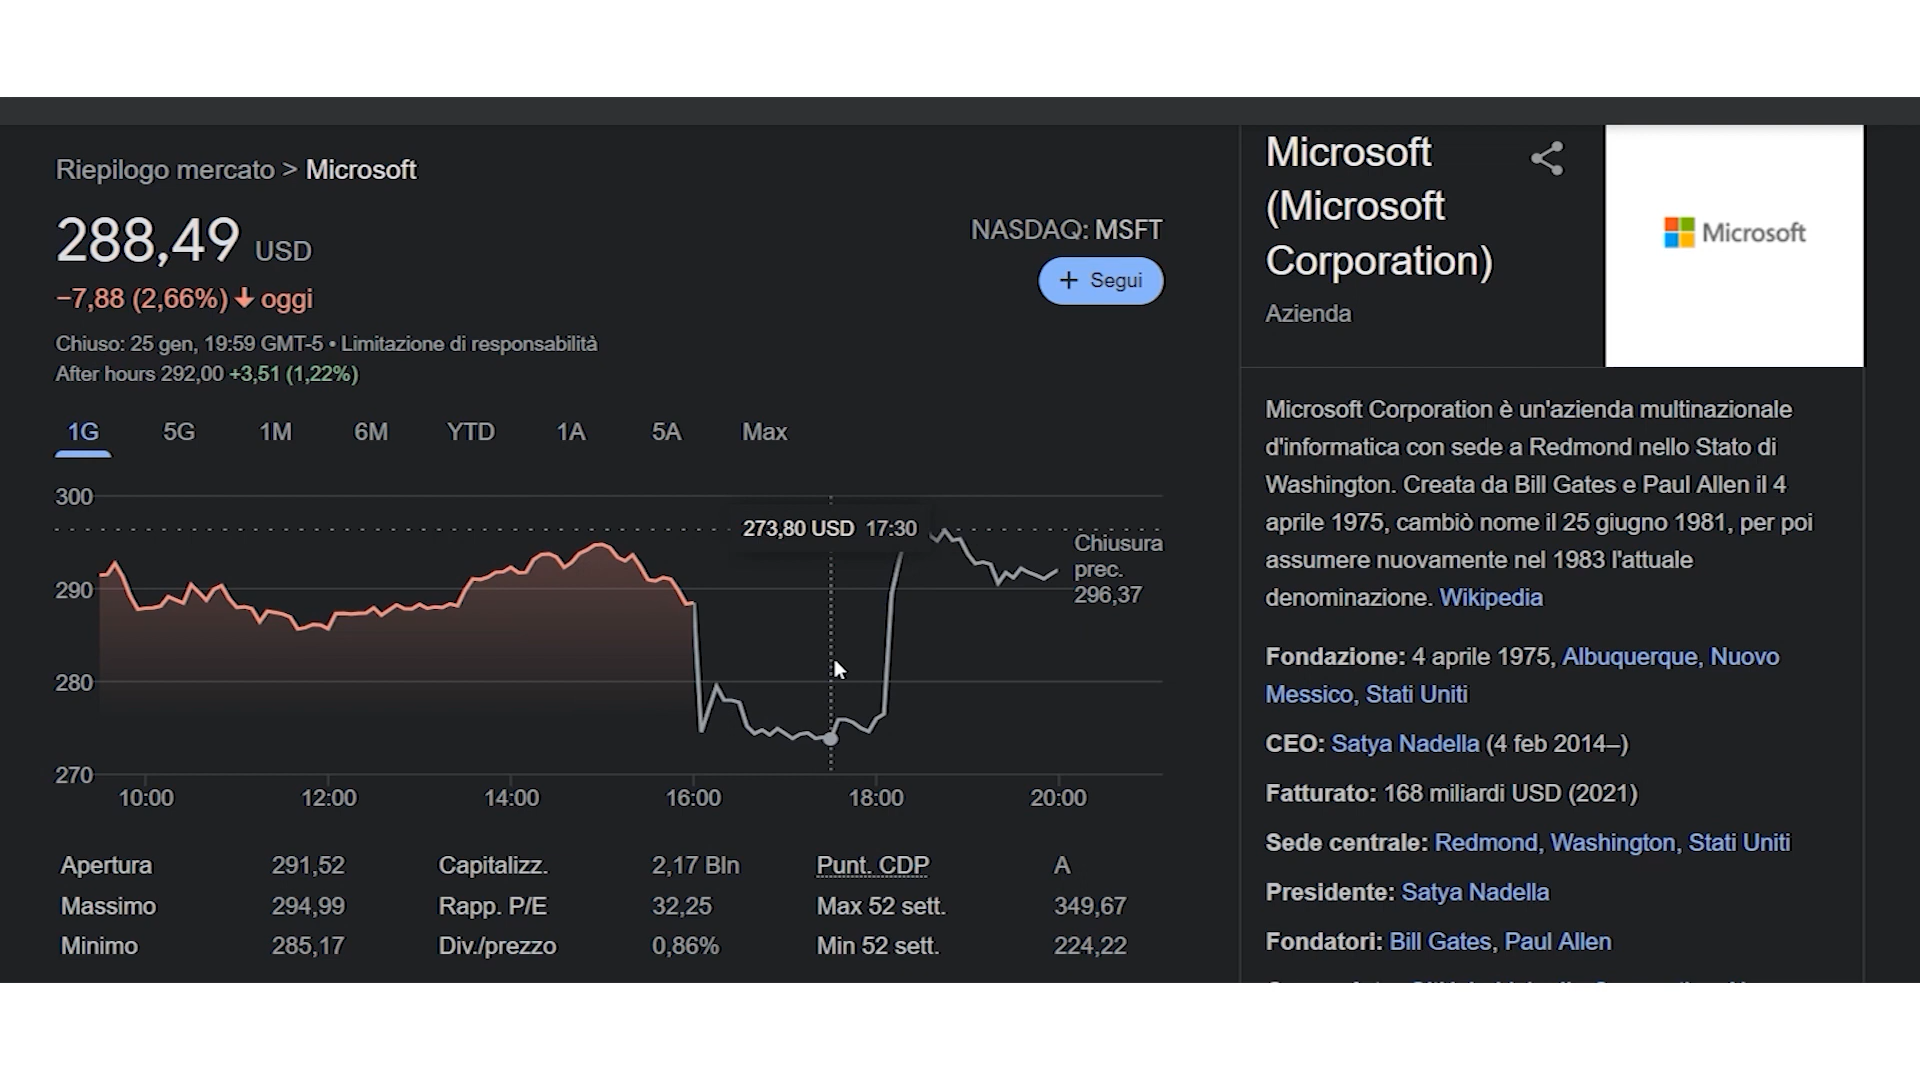 Riepilogo mercato > Microsoft
288,49 USD
−7,88 (2,66%) ↓ oggi
Chiuso: 25 gen, 19:59 GMT-5 • Limitazione di responsabilità
After hours 292,00 +3,51 (1,22%)
NASDAQ: MSFT
+ Segui
1G 5G 1M 6M YTD 1A 5A Max
300
290
280
270
273,80 USD 17:30
Chiusura
prec.
296,37
10:00 12:00 14:00 16:00 18:00 20:00
Apertura 291,52 Capitalizz. 2,17 Bln Punt. CDP A
Massimo 294,99 Rapp. P/E 32,25 Max 52 sett. 349,67
Minimo 285,17 Div./prezzo 0,86% Min 52 sett. 224,22
Microsoft
(Microsoft
Corporation)
Azienda
Microsoft
Microsoft Corporation è un'azienda multinazionale
d'informatica con sede a Redmond nello Stato di
Washington. Creata da Bill Gates e Paul Allen il 4
aprile 1975, cambiò nome il 25 giugno 1981, per poi
assumere nuovamente nel 1983 l'attuale
denominazione. Wikipedia
Fondazione: 4 aprile 1975, Albuquerque, Nuovo
Messico, Stati Uniti
CEO: Satya Nadella (4 feb 2014–)
Fatturato: 168 miliardi USD (2021)
Sede centrale: Redmond, Washington, Stati Uniti
Presidente: Satya Nadella
Fondatori: Bill Gates, Paul Allen